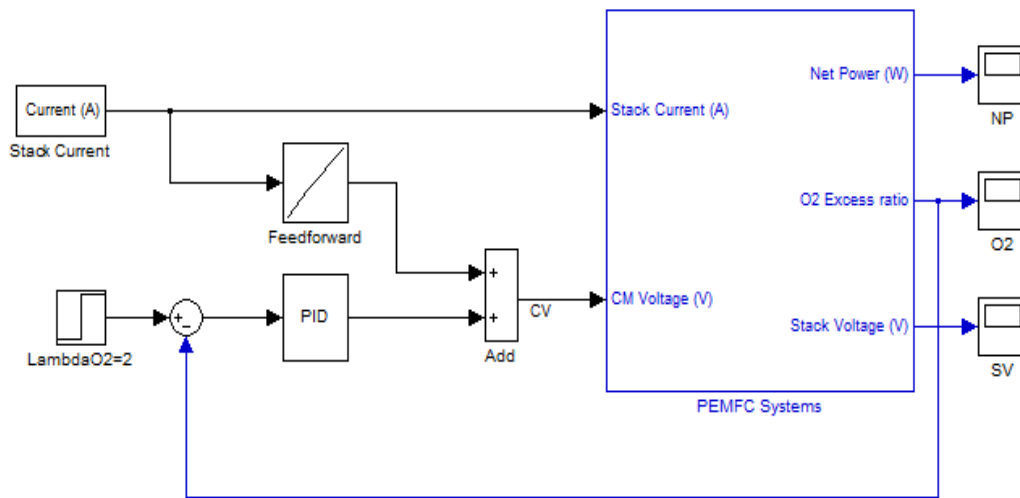 Net Power (W)
NP
Current (A)
Stack Current
Stack Current (A)
Feedforward
O2 Excess ratio
O2
+
+
-
PID
+
CV
Add
CM Voltage (V)
Stack Voltage (V)
SV
LambdaO2=2
PEMFC Systems